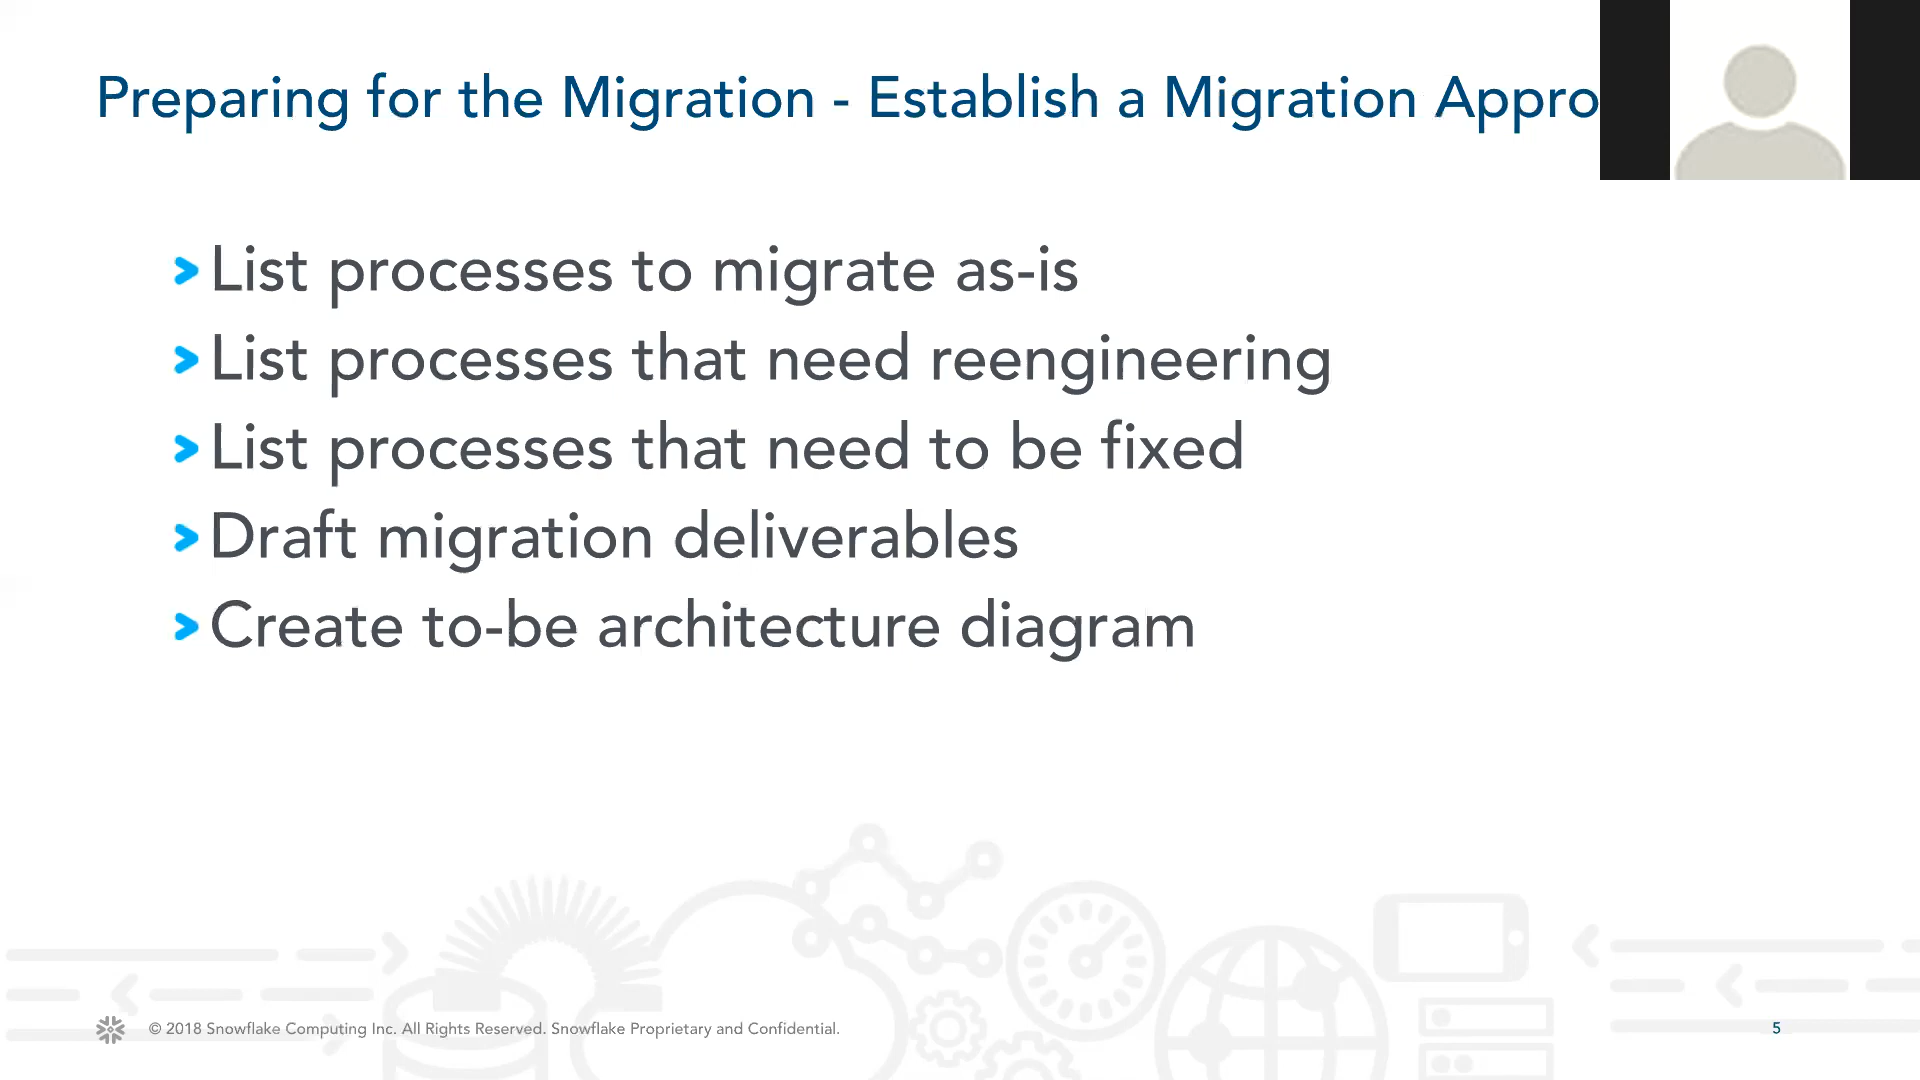 Preparing for the Migration - Establish a Migration Appro
List processes to migrate as-is
List processes that need reengineering
List processes that need to be fixed
Draft migration deliverables
Create to-be architecture diagram
© 2018 Snowflake Computing Inc. All Rights Reserved. Snowflake Proprietary and Confidential.
5